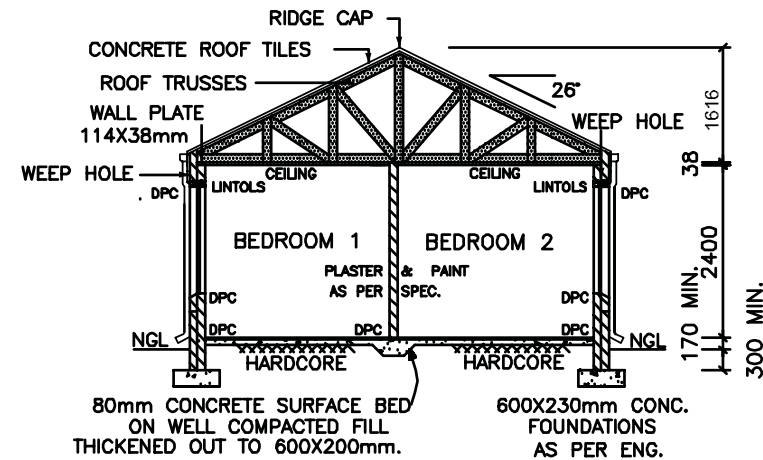 RIDGE CAP
CONCRETE ROOF TILES
ROOF TRUSSES
26°
WALL PLATE
114X38mm
WEEP HOLE
1616
WEEP HOLE
CEILING
CEILING
38
DPC
LINTOLS
LINTOLS
DPC
BEDROOM 1
BEDROOM 2
2400
PLASTER & PAINT
AS PER SPEC.
DPC
DPC
170 MIN.
300 MIN.
DPC
DPC
DPC
NGL
NGL
HARDCORE
HARDCORE
80mm CONCRETE SURFACE BED
ON WELL COMPACTED FILL
THICKENED OUT TO 600X200mm.
600X230mm CONC.
FOUNDATIONS
AS PER ENG.